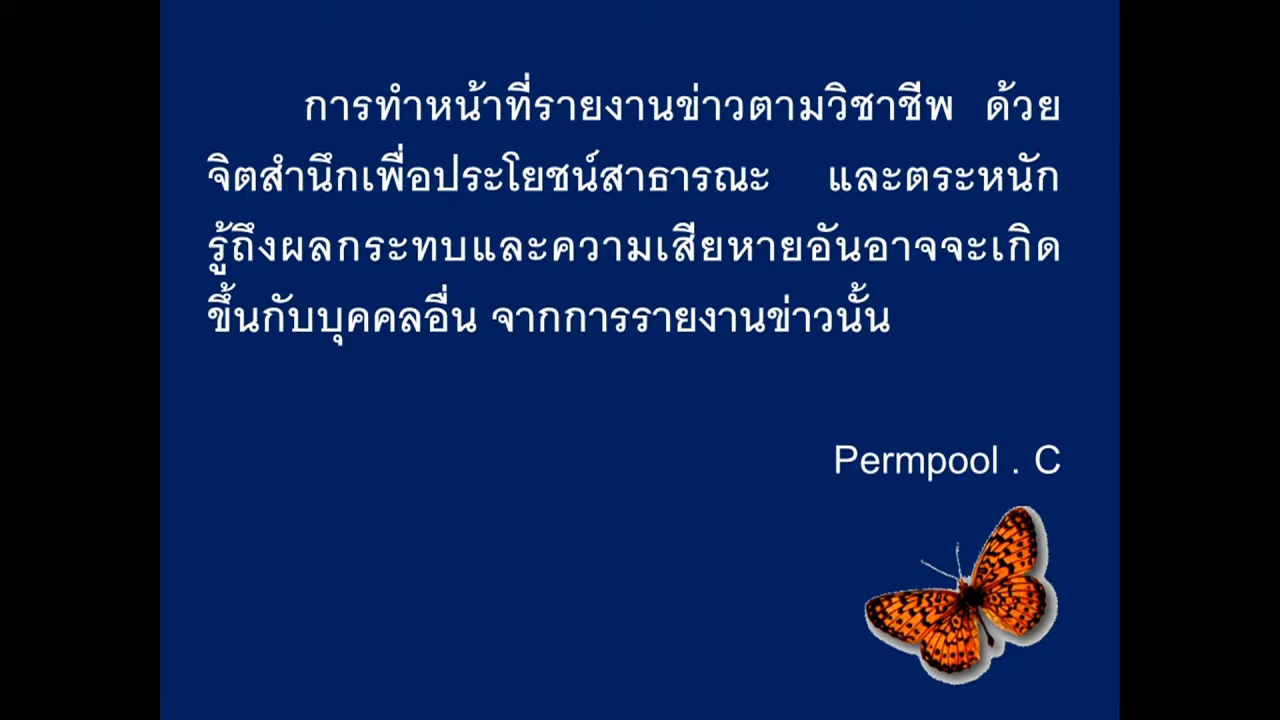 การทำหน้าที่รายงานข่าวตามวิชาชีพ ด้วย
จิตสำนึกเพื่อประโยชน์สาธารณะ และตระหนัก
รู้ถึงผลกระทบและความเสียหายอันอาจจะเกิด
ขึ้นกับบุคคลอื่น จากการรายงานข่าวนั้น
Permpool . C